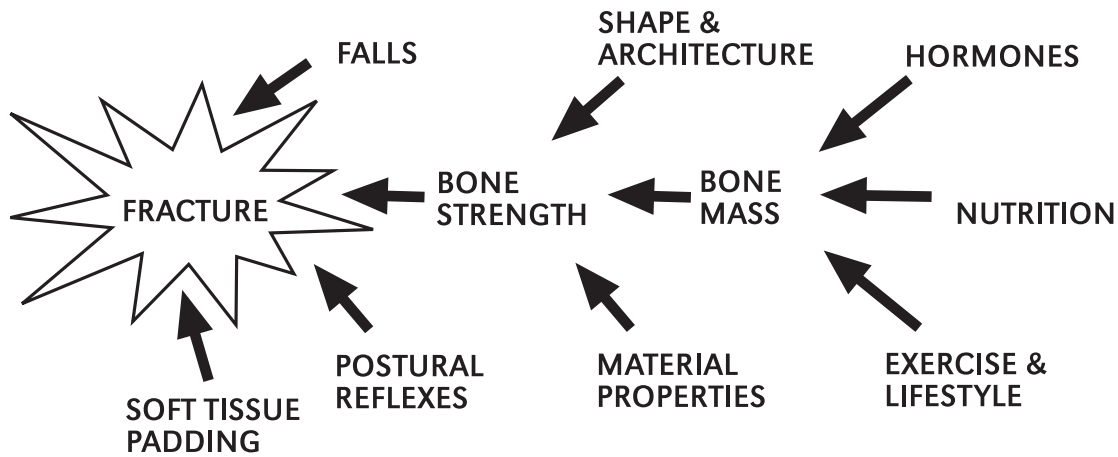 FALLS
SHAPE &
ARCHITECTURE
HORMONES
FRACTURE
BONE
STRENGTH
BONE
MASS
NUTRITION
SOFT TISSUE
PADDING
POSTURAL
REFLEXES
MATERIAL
PROPERTIES
EXERCISE &
LIFESTYLE